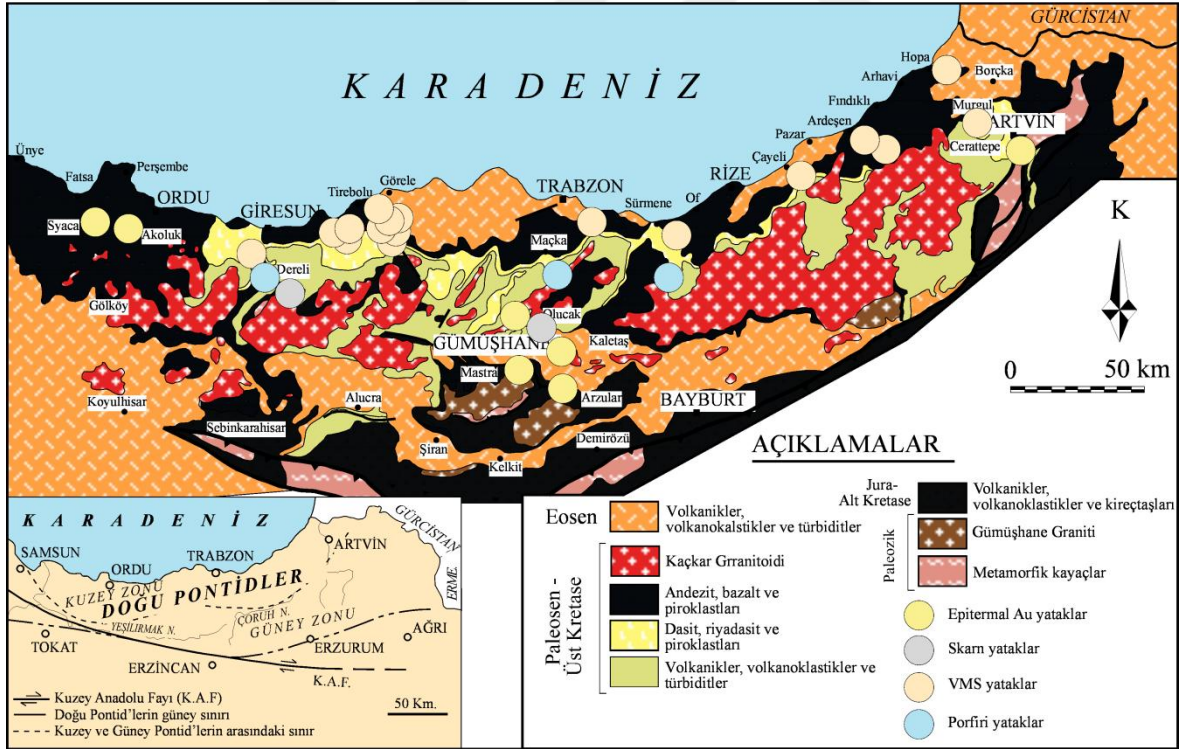 GÜRCİSTAN
KARADENİZ
Hopa
Borçka
Arhavi
Fındıklı
Murgul
Ardeşen
ARTVİN
Pazar
Cerattepe
Çayeli
RİZE
Ünye
Perşembe
Fatsa
ORDU
Görele
Tirebolu
TRABZON
Of
Sürmene
GİRESUN
Syaca
Akoluk
Maçka
Dereli
K
Gölköy
Olucak
GÜMÜŞHANE
Kaletaş
Mastra
0 50 km
Koyulhisar
Alucra
Arzular
BAYBURT
Şebinkarahisar
Şiran
Demirözü
Kelkit
AÇIKLAMALAR
Eosen
Volkanikler,
volkanokalstikler ve türbiditler
Paleosen -
Üst Kretase
Kaçkar Grranitoidi
Andezit, bazalt ve
piroklastları
Dasit, riyadasit ve
piroklastları
Volkanikler, volkanoklastikler ve
türbiditler
Jura-
Alt Kretase
Volkanikler,
volkanoklastikler ve kireçtaşları
Paleozik
Gümüşhane Graniti
Metamorfik kayaçlar
Epitermal Au yataklar
Skarn yataklar
VMS yataklar
Porfiri yataklar
KARADENİZ
GÜRCİSTAN
SAMSUN
TRABZON
ARTVİN
ORDU
ERME.
KUZEY ZONU
DOĞU PONTİDLER
YEŞİLIRMAK N.
ÇORUH N.
GÜNEY ZONU
AĞRI
TOKAT
ERZURUM
ERZİNCAN
K.A.F.
Kuzey Anadolu Fayı (K.A.F)
50 Km.
Doğu Pontid'lerin güney sınırı
Kuzey ve Güney Pontid'lerin arasındaki sınır